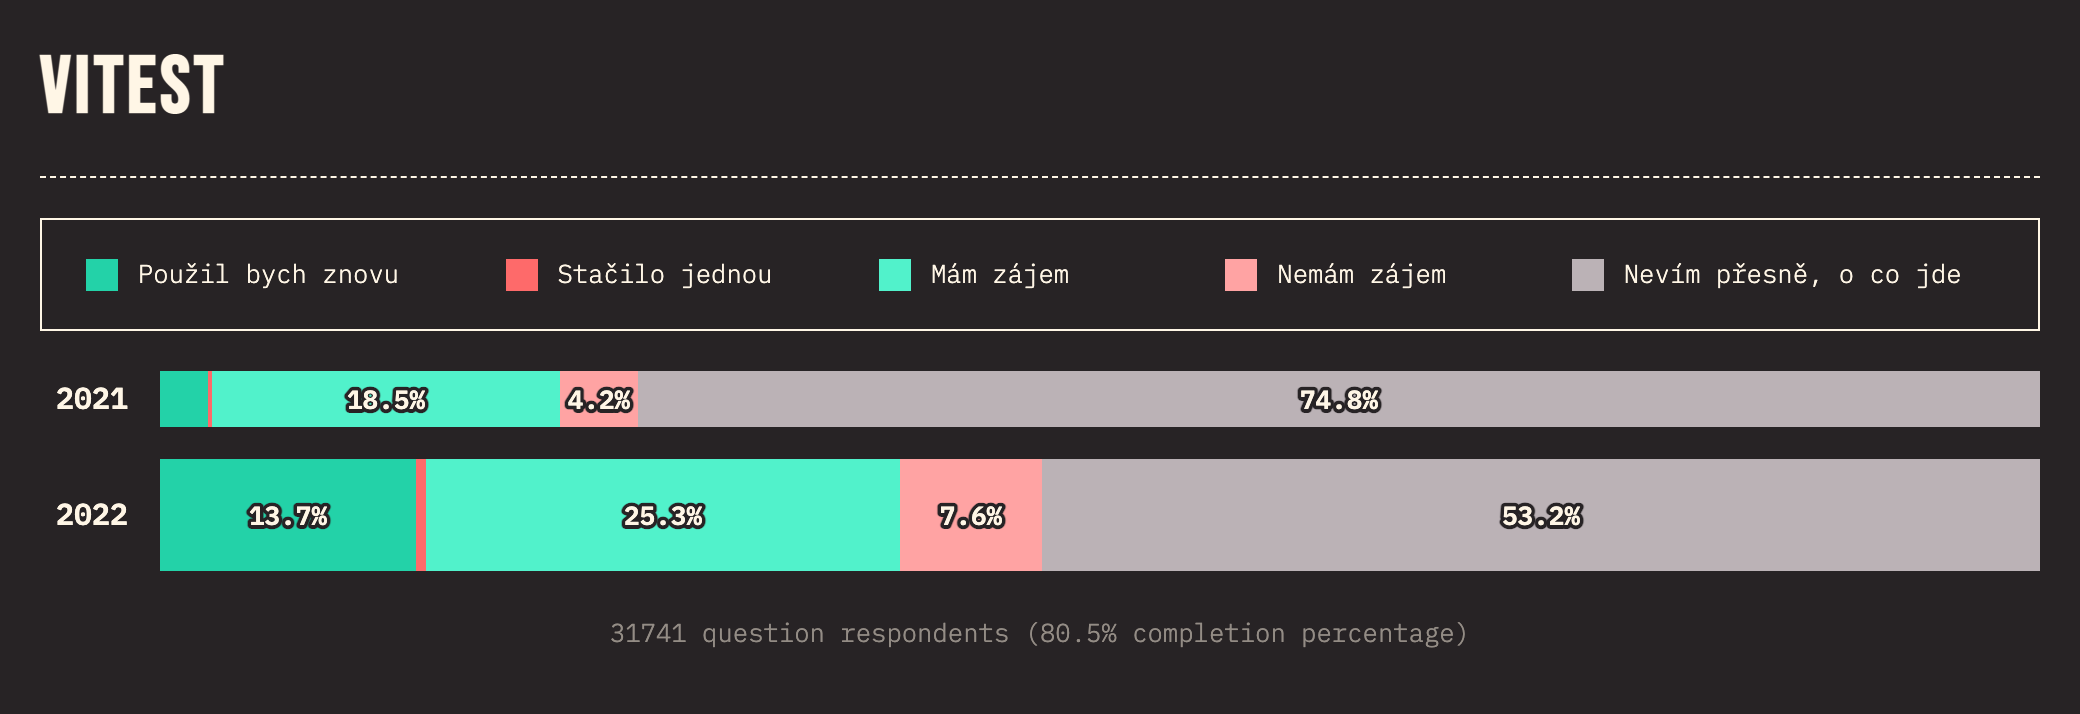 VITEST
Použil bych znovu Stačilo jednou Mám zájem Nemám zájem Nevím přesně, o co jde
2021 18.5% 4.2% 74.8%
2022 13.7% 25.3% 7.6% 53.2%
31741 question respondents (80.5% completion percentage)